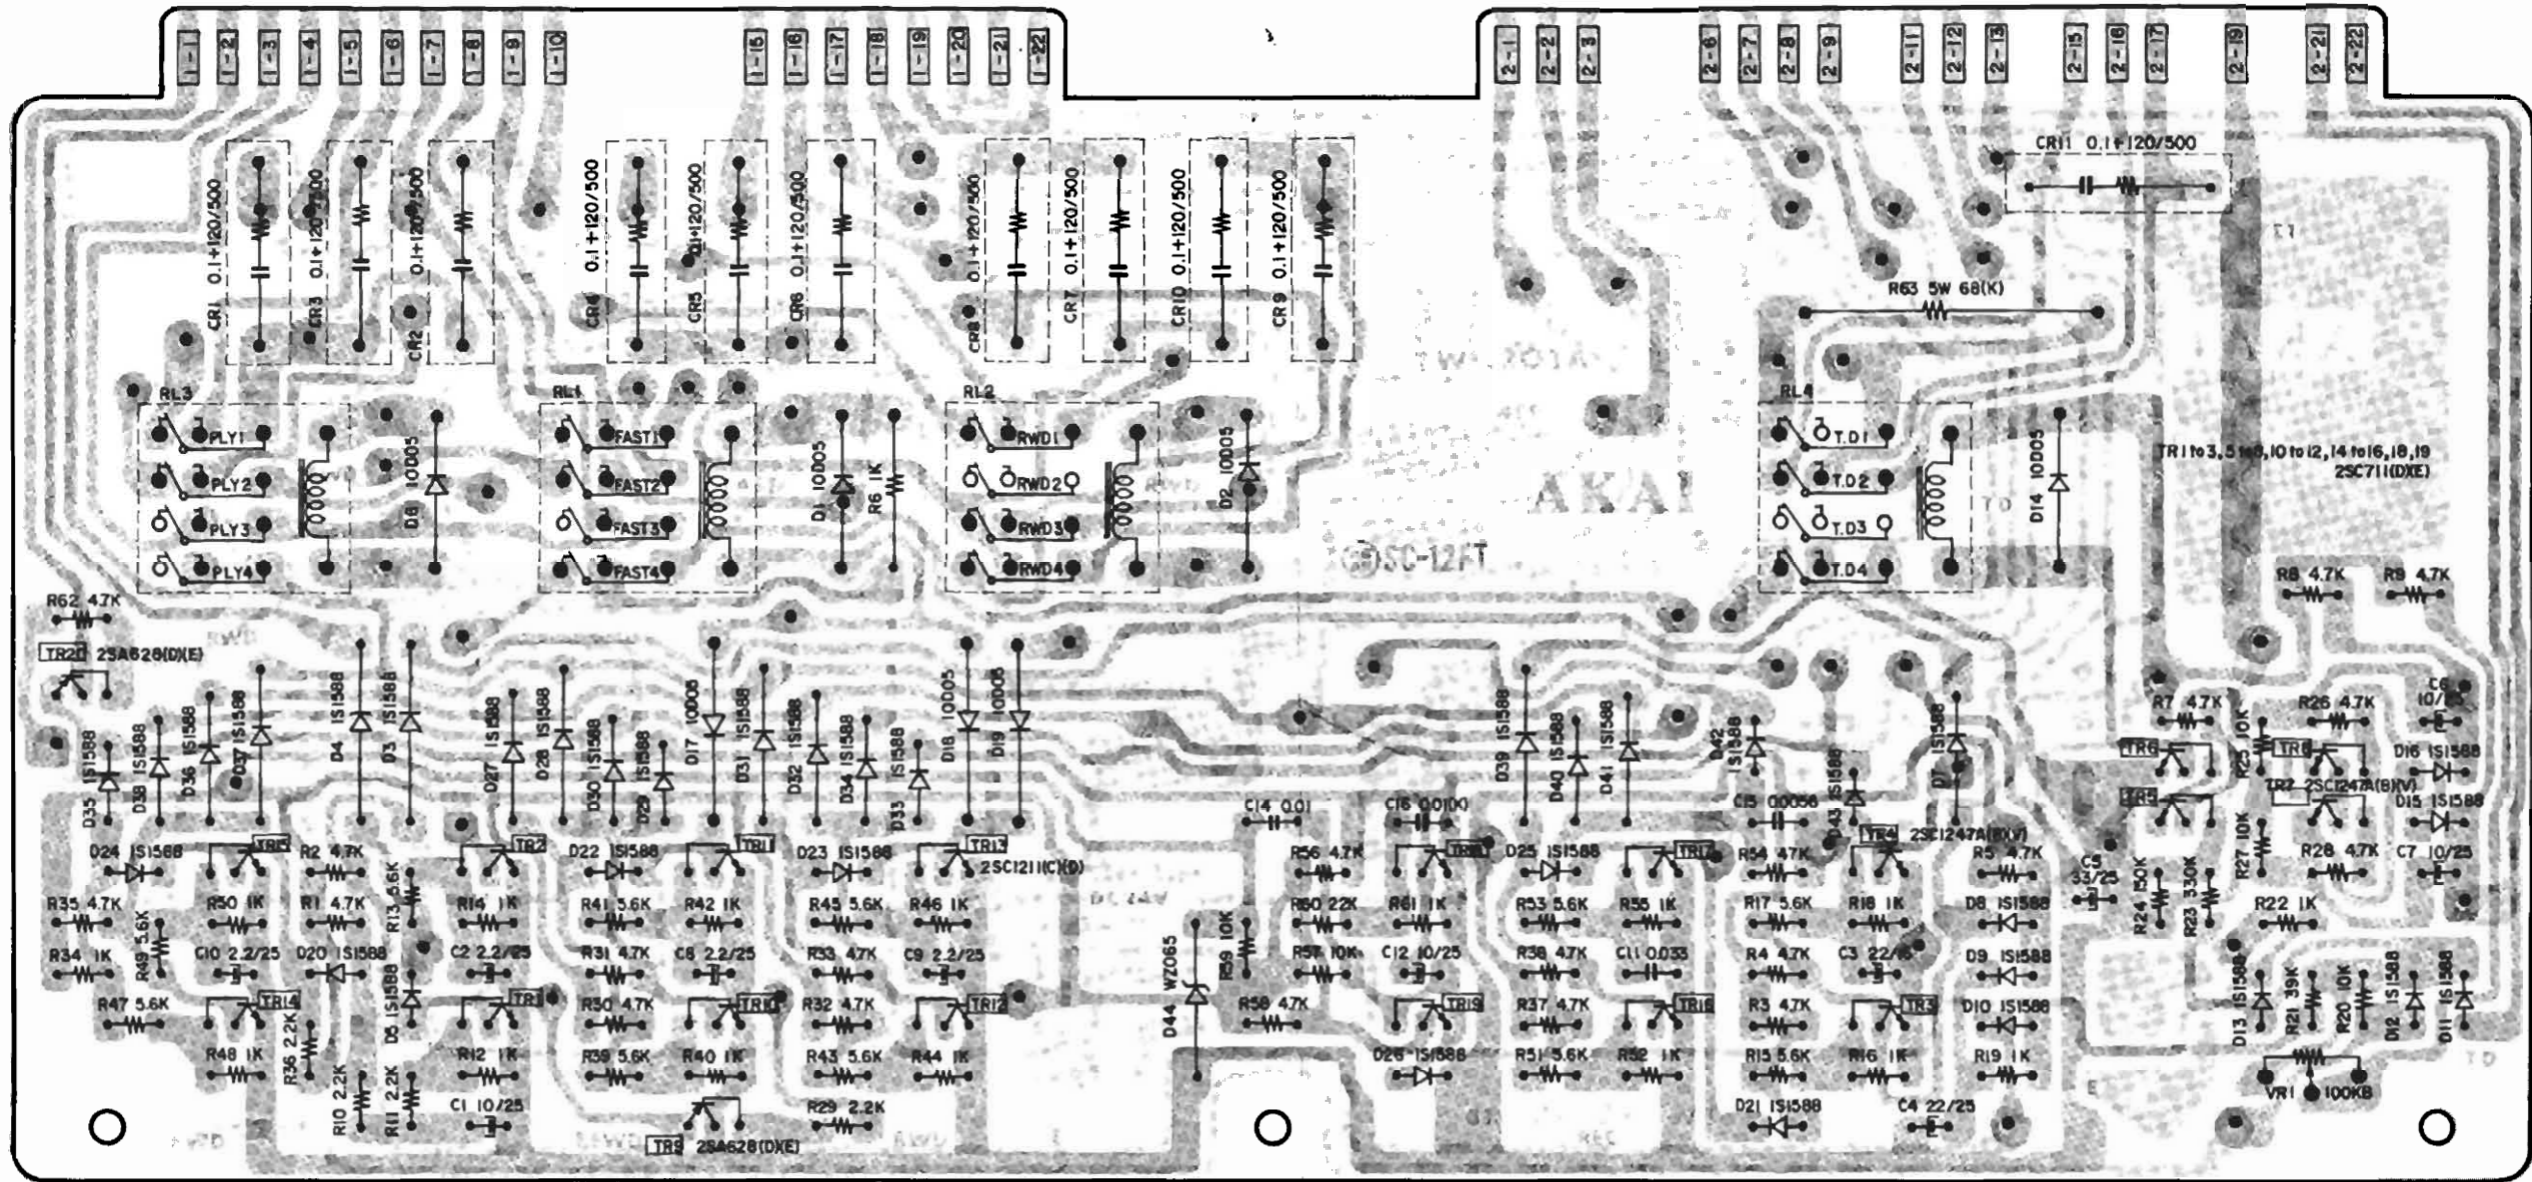 1-1
1-2
1-3
1-4
1-5
1-6
1-7
1-8
1-9
1-10
1-15
1-16
1-17
1-18
1-19
1-20
1-21
1-22
2-1
2-2
2-3
2-6
2-7
2-8
2-9
2-11
2-12
2-13
2-15
2-16
2-17
2-19
2-21
2-22
CR1 0.1+120/500
CR3 0.1+120/500
CR2 0.1+120/500
CR4 0.1+120/500
CR5 0.1+120/500
CR6 0.1+120/500
CR8 0.1+120/500
CR7 0.1+120/500
CR10 0.1+120/500
CR9 0.1+120/500
CR11 0.1+120/500
R63 5W 68(K)
RL3
PLY1
PLY2
PLY3
PLY4
D6 10D05
RL1
FAST1
FAST2
FAST3
FAST4
D1 10D05
R6 1K
RL2
RWD1
RWD2
RWD3
RWD4
D2 10D05
AKAI
SC-12FT
RL4
T.D1
T.D2
T.D3
T.D4
D14 10D05
TR1 to 3, 5 to 8, 10 to 12, 14 to 16, 18, 19
2SC711(D)(E)
R62 4.7K
TR20 2SA628(D)(E)
R8 4.7K
R9 4.7K
D35 1S1588
D38 1S1588
D36 1S1588
D37 1S1588
D4 1S1588
D3 1S1588
D27 1S1588
D28 1S1588
D30 1S1588
D29 1S1588
D17 10D05
D31 1S1588
D32 1S1588
D34 1S1588
D33 1S1588
D18 10D05
D19 10D05
D39 1S1588
D40 1S1588
D41 1S1588
D42 1S1588
D43 1S1588
D7 1S1588
R7 4.7K
R25 10K
R26 4.7K
C6 10/25
TR6
TR8
D16 1S1588
TR5
TR7 2SC1247A(B)(V)
D15 1S1588
C14 0.01
C16 0.0100
C15 0.0056
D24 1S1588
TR15
R2 4.7K
R13 5.6K
TR2
D22 1S1588
TR11
D23 1S1588
TR13
2SC1211(C)(D)
R56 4.7K
TR18
D25 1S1588
TR17
R54 47K
TR4 2SC1247A(B)(V)
R5 4.7K
C5 33/25
R24 150K
R23 330K
R27 10K
R28 4.7K
C7 10/25
R35 4.7K
R50 1K
R1 4.7K
R14 1K
R41 5.6K
R42 1K
R45 5.6K
R46 1K
DC 24V
R60 22K
R61 1K
R53 5.6K
R55 1K
R17 5.6K
R18 1K
D8 1S1588
R22 1K
R34 1K
R49 5.6K
C10 2.2/25
D20 1S1588
D5 1S1588
C2 2.2/25
R31 4.7K
C8 2.2/25
R33 4.7K
C9 2.2/25
D44 WZ065
R59 10K
R57 10K
C12 10/25
R38 4.7K
C11 0.033
R4 4.7K
C3 22/16
D9 1S1588
R47 5.6K
TR14
R36 2.2K
TR1
R30 4.7K
TR10
R32 4.7K
TR12
R58 4.7K
TR19
R37 4.7K
TR16
R3 4.7K
TR3
D10 1S1588
D13 1S1588
R21 39K
R20 10K
D12 1S1588
D11 1S1588
R48 1K
R12 1K
R39 5.6K
R40 1K
R43 5.6K
R44 1K
D26 1S1588
R51 5.6K
R52 1K
R15 5.6K
R16 1K
R19 1K
VR1 100KB
R10 2.2K
R11 2.2K
C1 10/25
R29 2.2K
D21 1S1588
C4 22/25
TR9 2SA628(D)(E)